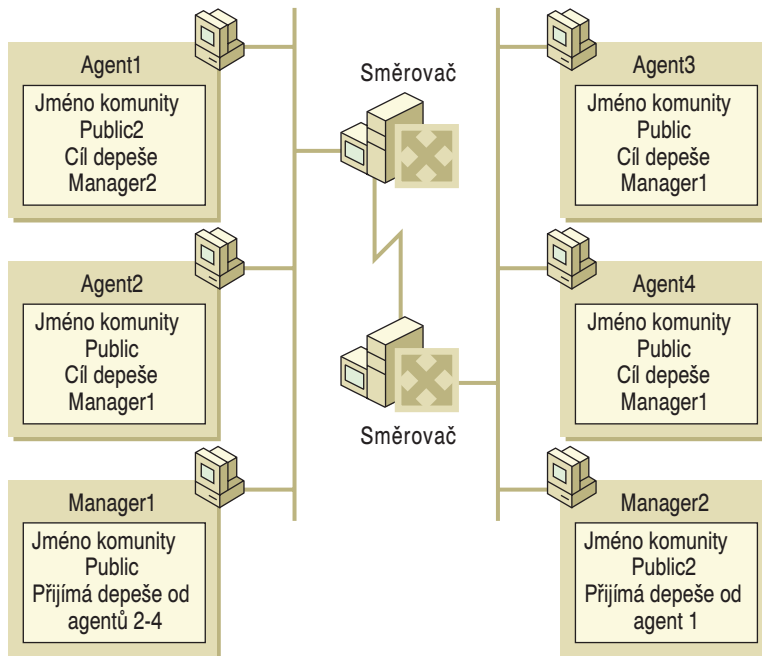 Agent1
Jméno komunity
Public2
Cíl depeše
Manager2
Agent2
Jméno komunity
Public
Cíl depeše
Manager1
Manager1
Jméno komunity
Public
Přijímá depeše od
agentů 2-4
Směrovač
Směrovač
Agent3
Jméno komunity
Public
Cíl depeše
Manager1
Agent4
Jméno komunity
Public
Cíl depeše
Manager1
Manager2
Jméno komunity
Public2
Přijímá depeše od
agent 1